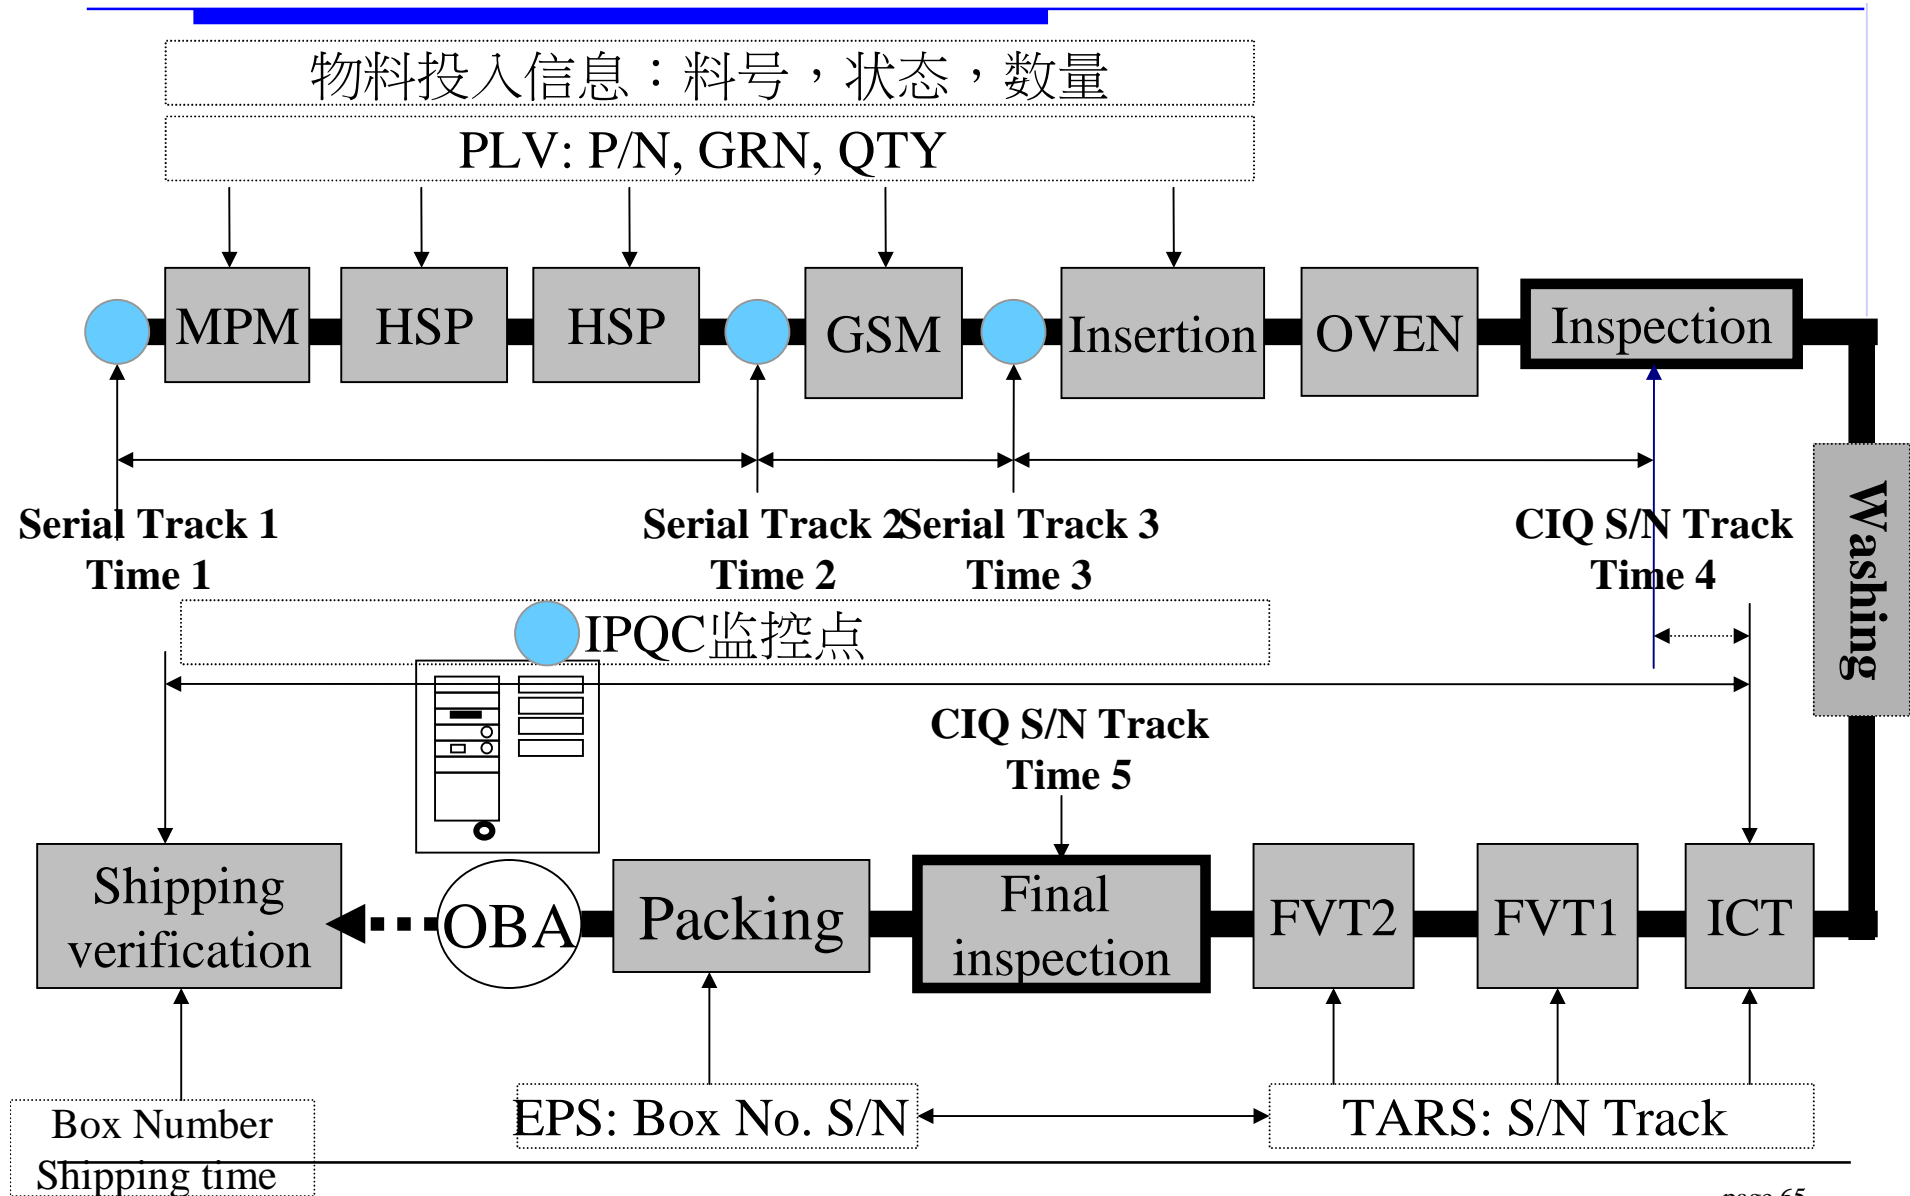 物料投入信息：料号，状态，数量
PLV: P/N, GRN, QTY
MPM
HSP
HSP
GSM
Insertion
OVEN
Inspection
Serial Track 1
Time 1
Serial Track 2
Time 2
Serial Track 3
Time 3
CIQ S/N Track
Time 4
Washing
IPQC监控点
CIQ S/N Track
Time 5
Shipping
verification
OBA
Packing
Final
inspection
FVT2
FVT1
ICT
Box Number
Shipping time
EPS: Box No. S/N
TARS: S/N Track
page 65